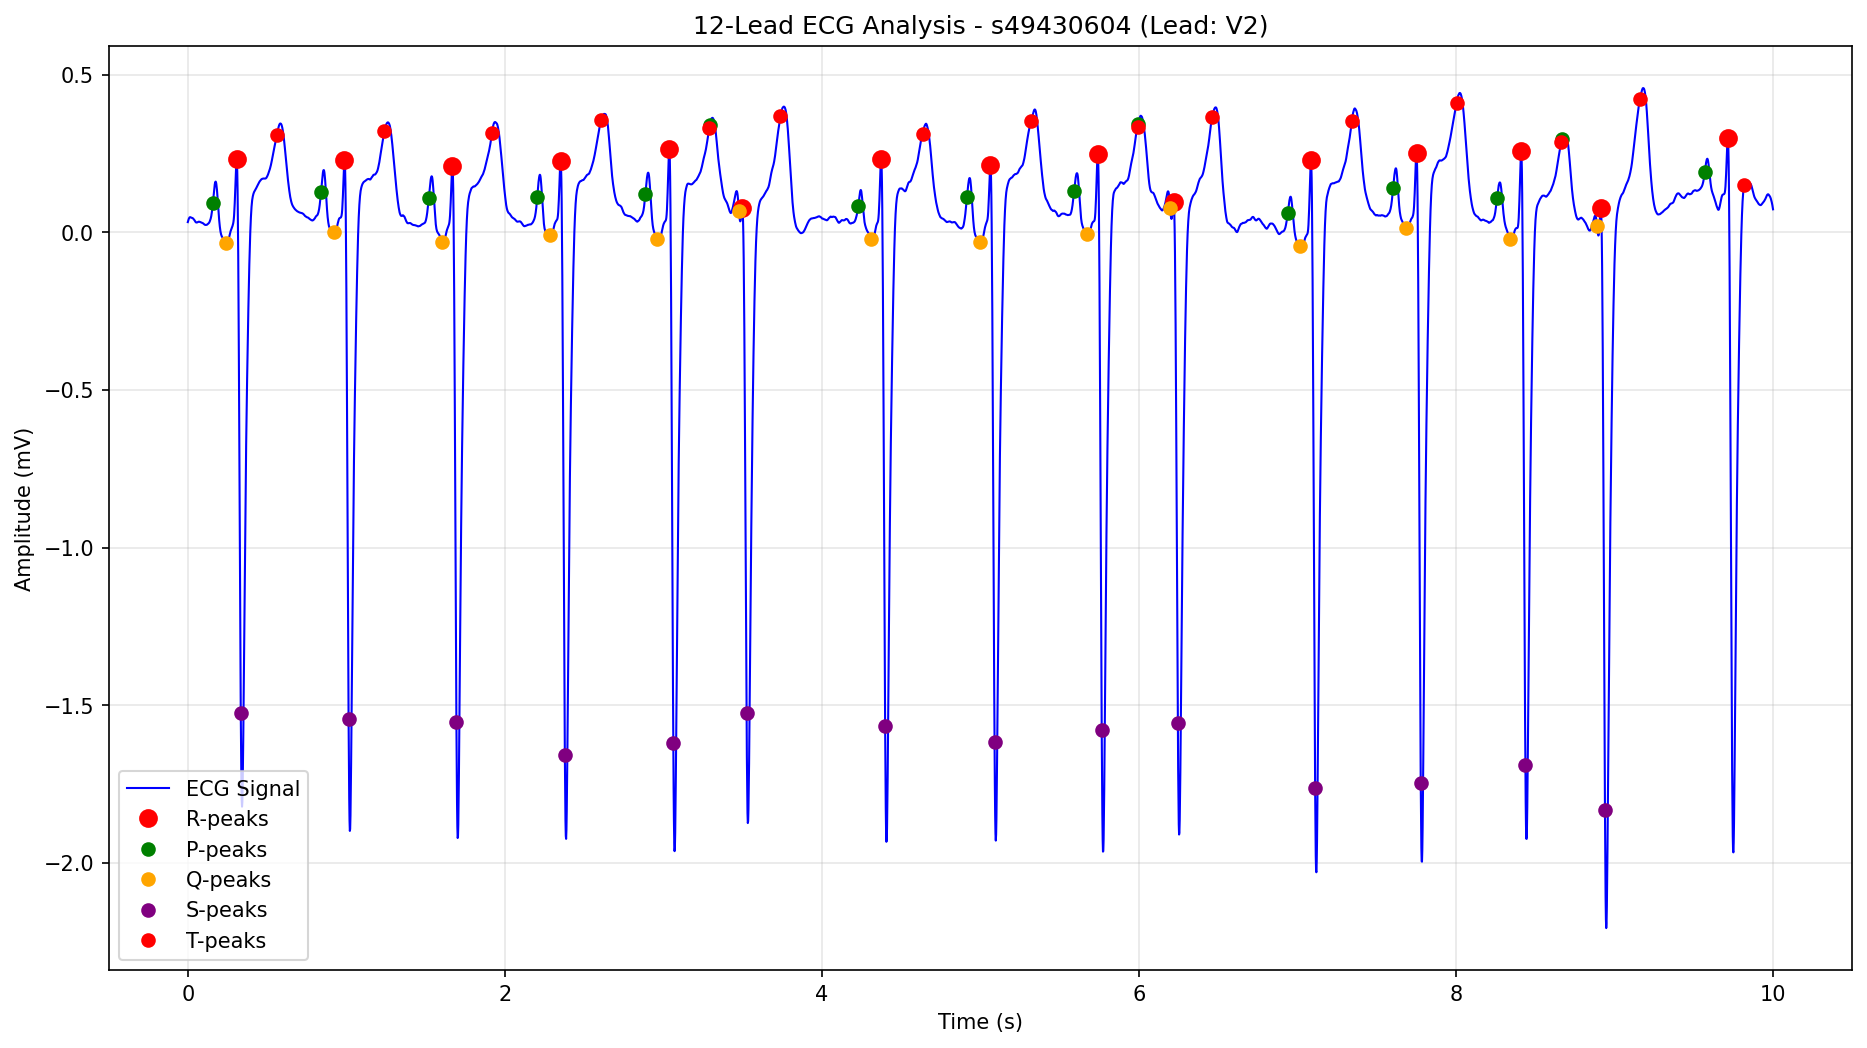 12-Lead ECG Analysis - s49430604 (Lead: V2)
Amplitude (mV)
0.5
0.0
−0.5
−1.0
−1.5
−2.0
ECG Signal
R-peaks
P-peaks
Q-peaks
S-peaks
T-peaks
0 2 4 6 8 10
Time (s)